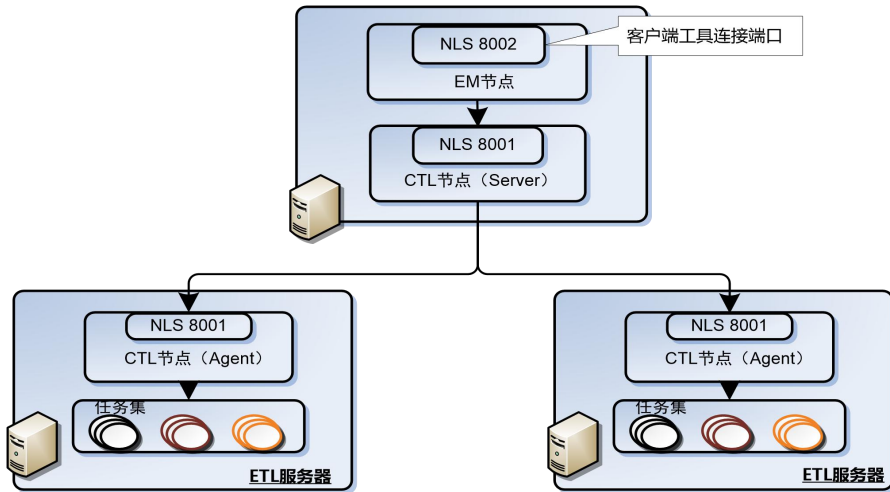 NLS 8002
客户端工具连接端口
EM节点
NLS 8001
CTL节点（Server）
NLS 8001
CTL节点（Agent）
任务集
ETL服务器
NLS 8001
CTL节点（Agent）
任务集
ETL服务器